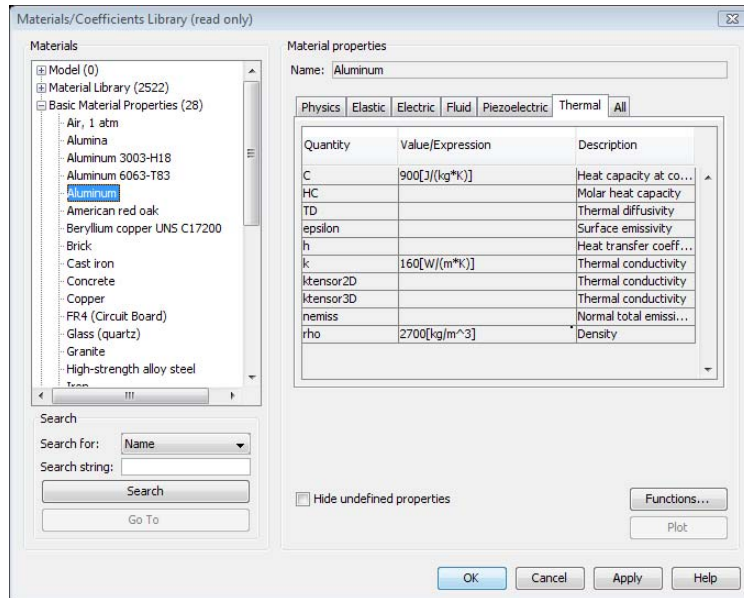 Materials/Coefficients Library (read only)
Materials
Model (0)
Material Library (2522)
Basic Material Properties (28)
Air, 1 atm
Alumina
Aluminum 3003-H18
Aluminum 6063-T83
Aluminum
American red oak
Beryllium copper UNS C17200
Brick
Cast iron
Concrete
Copper
FR4 (Circuit Board)
Glass (quartz)
Granite
High-strength alloy steel
Iron
Search
Search for: Name
Search string:
Search
Go To
Material properties
Name: Aluminum
Physics Elastic Electric Fluid Piezoelectric Thermal All
Quantity Value/Expression Description
C 900[J/(kg*K)] Heat capacity at co...
HC Molar heat capacity
TD Thermal diffusivity
epsilon Surface emissivity
h Heat transfer coeff...
k 160[W/(m*K)] Thermal conductivity
ktensor2D Thermal conductivity
ktensor3D Thermal conductivity
nemiss Normal total emissi...
rho 2700[kg/m^3] Density
Hide undefined properties
Functions...
Plot
OK Cancel Apply Help